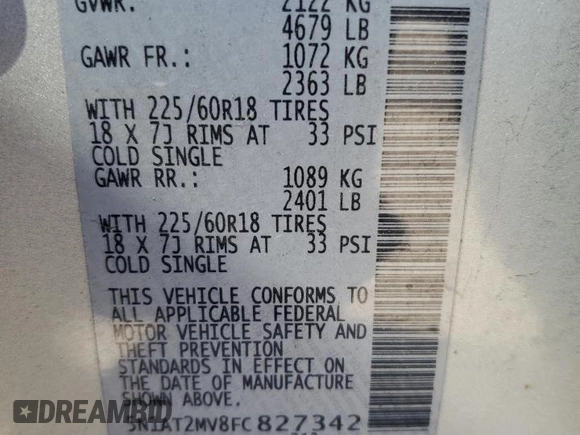 GVWR: 2122 KG
4679 LB
GAWR FR.: 1072 KG
2363 LB
WITH 225/60R18 TIRES
18 X 7J RIMS AT 33 PSI
COLD SINGLE
GAWR RR.: 1089 KG
2401 LB
WITH 225/60R18 TIRES
18 X 7J RIMS AT 33 PSI
COLD SINGLE
THIS VEHICLE CONFORMS TO
ALL APPLICABLE FEDERAL
MOTOR VEHICLE SAFETY AND
THEFT PREVENTION
STANDARDS IN EFFECT ON
THE DATE OF MANUFACTURE
SHOWN ABOVE.
5N1AT2MV8FC 827342
DREAMBID